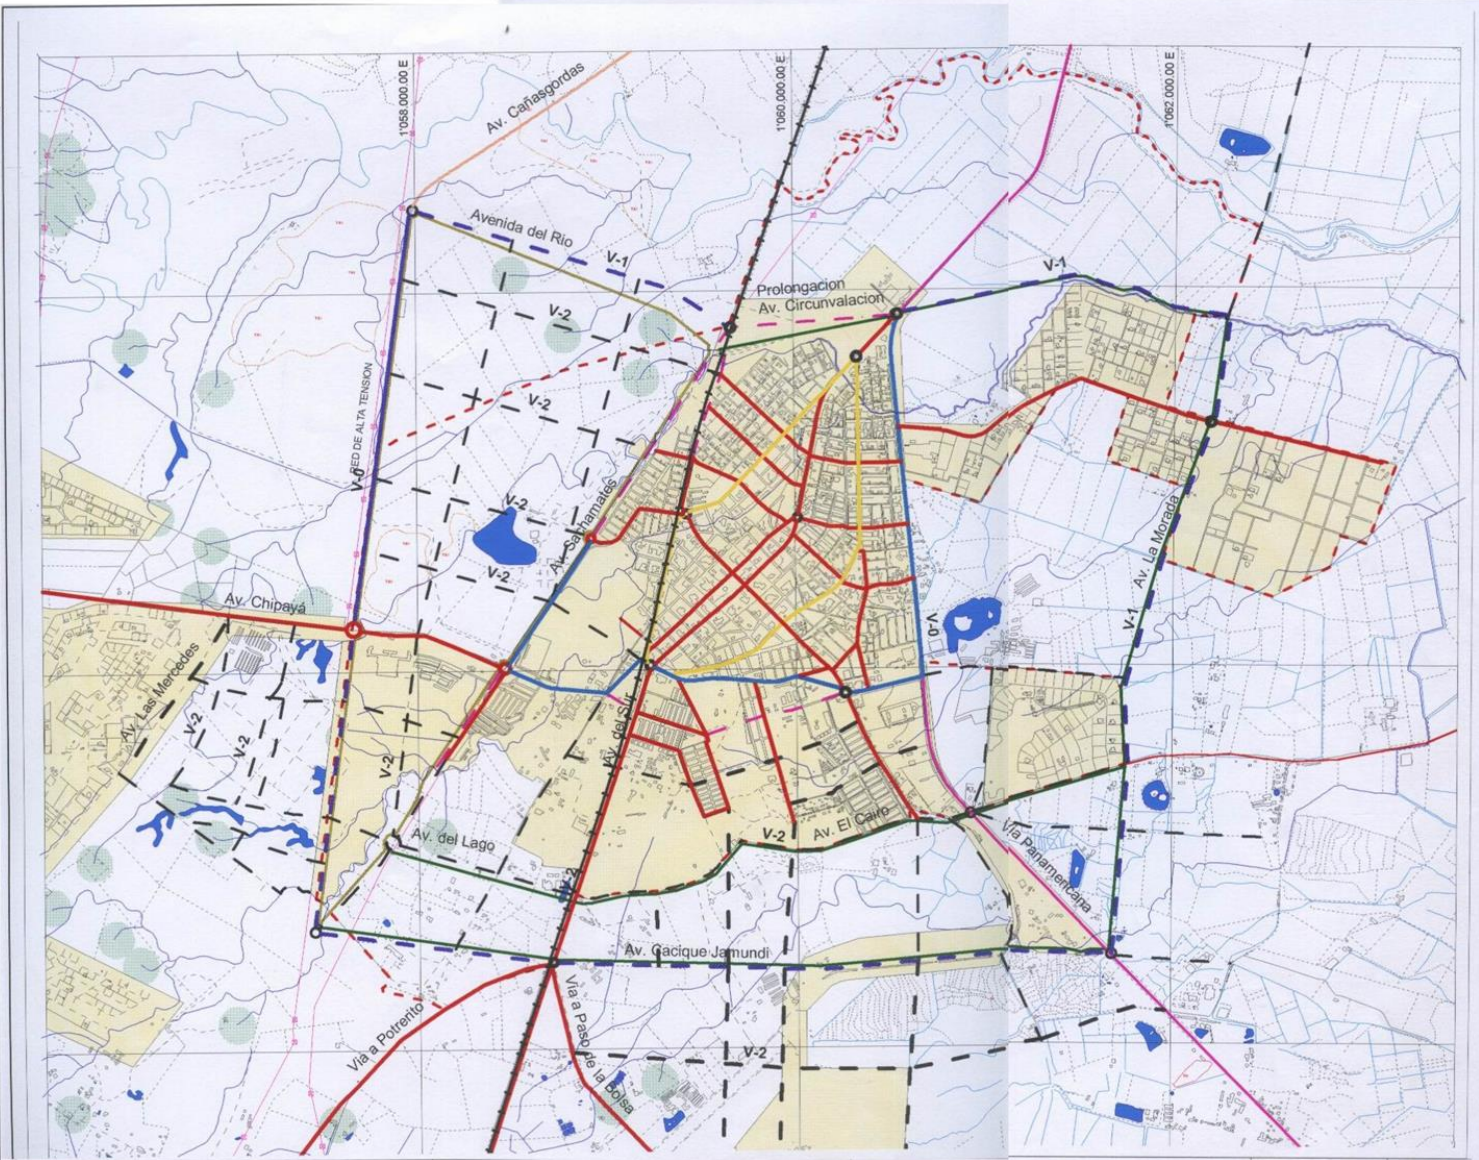 1'058.000.00 E
1'060.000.00 E
1'062.000.00 E
Av. Cañasgordas
Avenida del Rio
V-1
V-2
Prolongacion
Av. Circunvalacion
V-1
RED DE ALTA TENSION
V-0
V-2
V-2
V-2
Av. Sachamates
Av. La Morada
V-1
Av. Chipayá
Av. Las Mercedes
V-2
V-2
V-2
V-0
Av. del Sur
Av. del Lago
V-2
V-2
Av. El Cairo
Via Panamericana
Av. Cacique Jamundi
Via a Potrerito
Via a Paso de la Bolsa
V-2